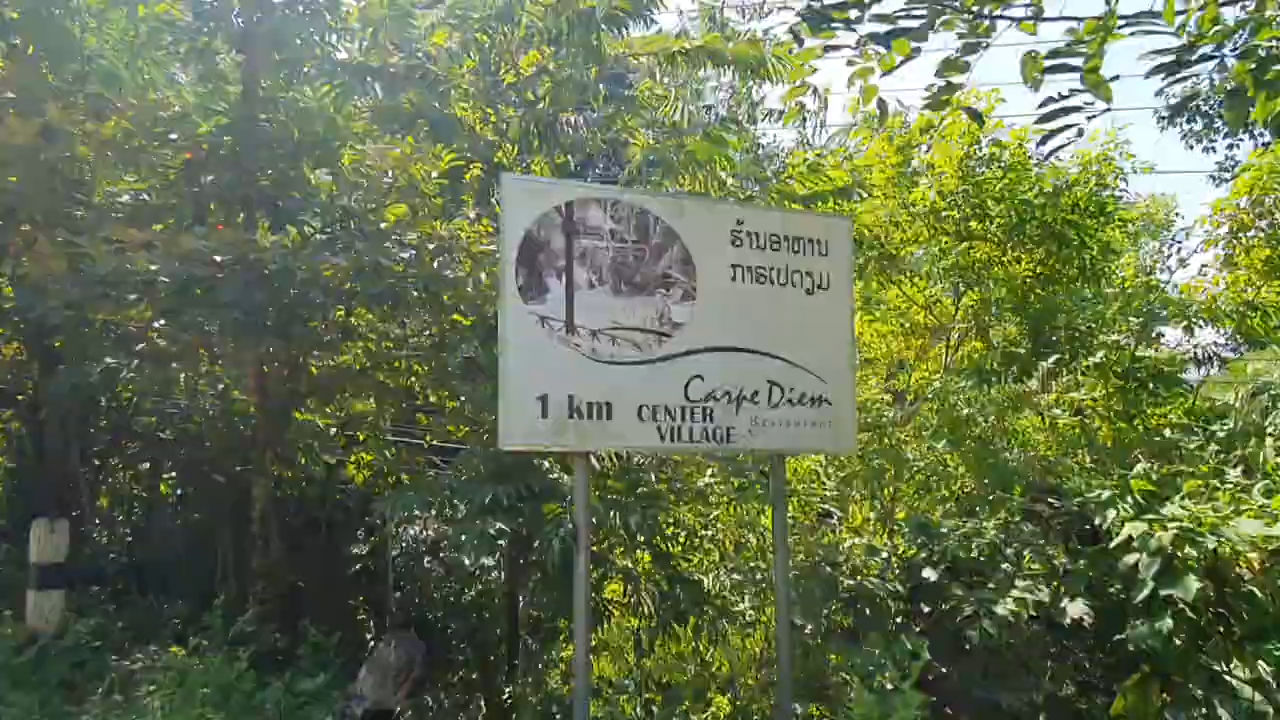 ຮ້ານອາຫານ
ກາຣເປດຽມ
Carpe Diem
Restaurant
1 km
CENTER
VILLAGE